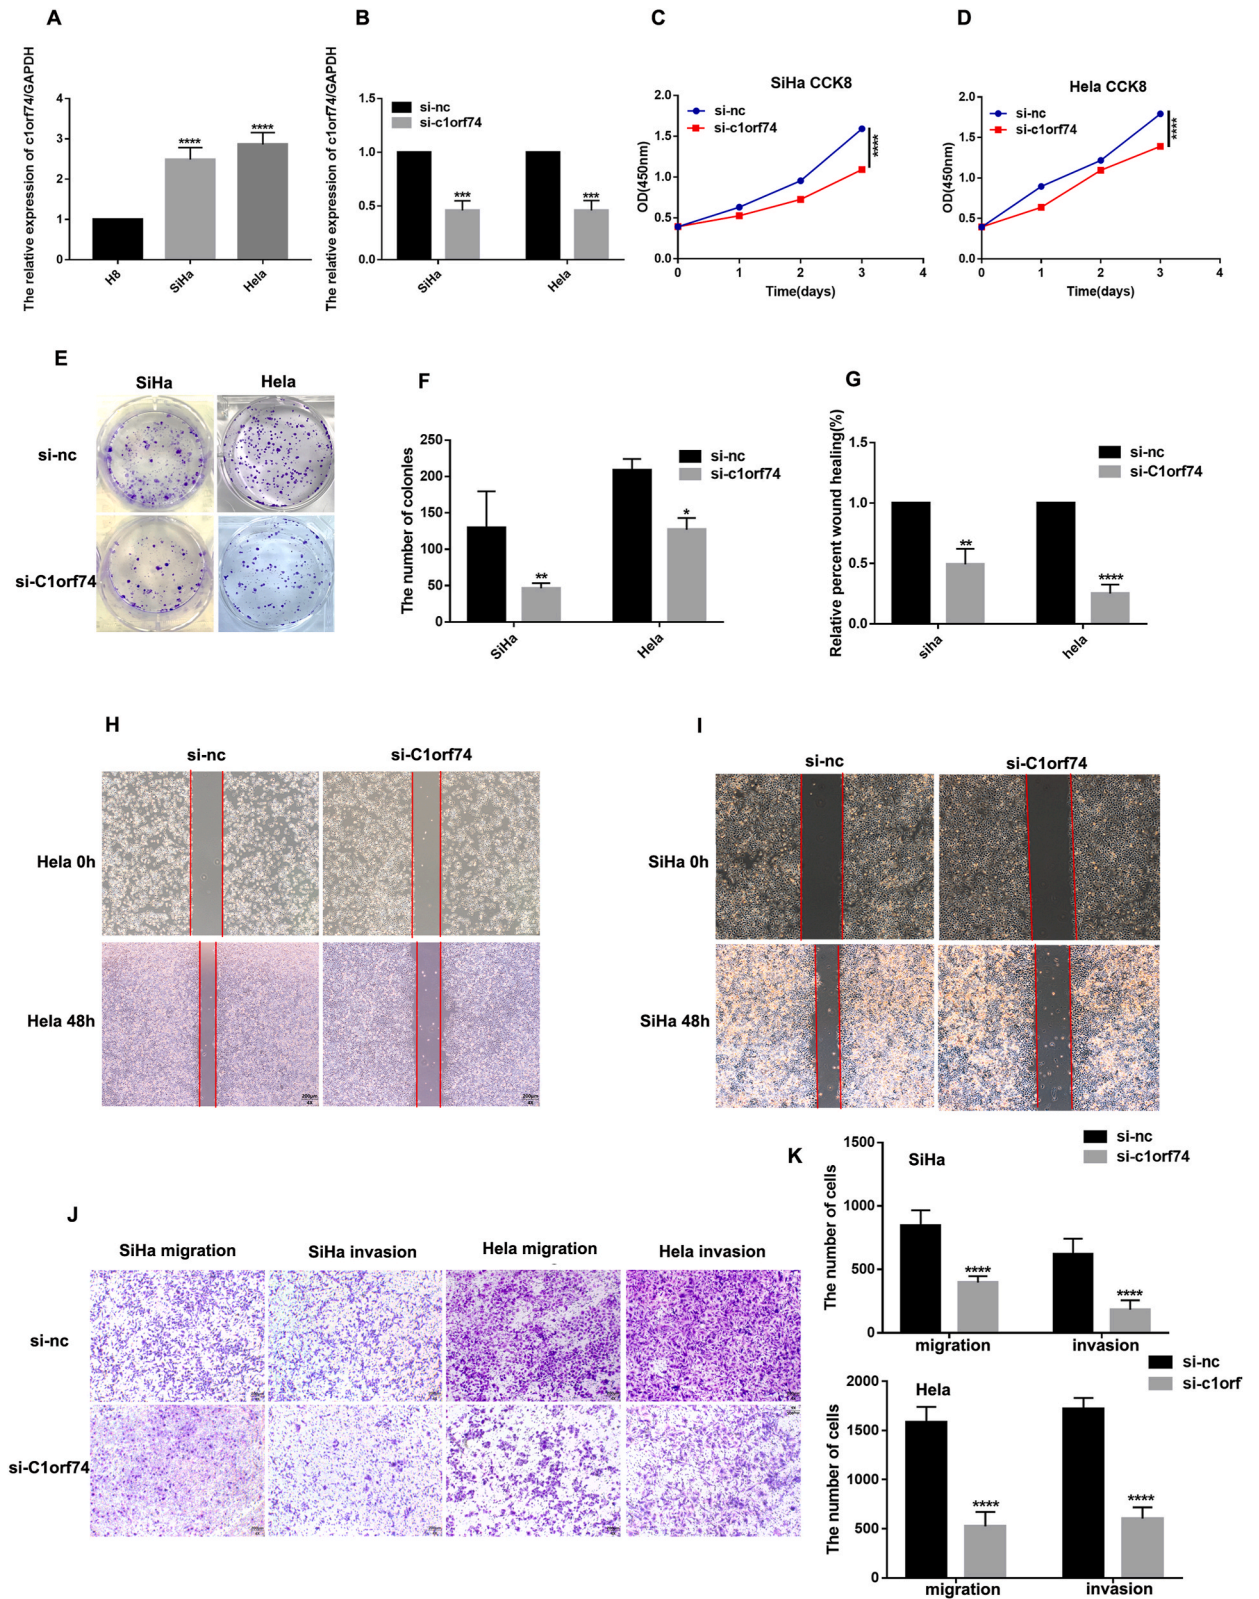 A
B
C
D
The relative expression of c1orf74/GAPDH
4
3
2
1
0
****
****
H8
SiHa
Hela
The relative expression of c1orf74/GAPDH
1.5
1.0
0.5
0.0
si-nc
si-c1orf74
***
***
SiHa
Hela
SiHa CCK8
OD(450nm)
2.0
1.5
1.0
0.5
0.0
si-nc
si-c1orf74
****
0 1 2 3 4
Time(days)
Hela CCK8
OD(450nm)
2.0
1.5
1.0
0.5
0.0
si-nc
si-c1orf74
****
0 1 2 3 4
Time(days)
E
SiHa Hela
si-nc
si-C1orf74
F
The number of colonles
250
200
150
100
50
0
si-nc
si-c1orf74
**
*
SiHa
Hela
G
Relative percent wound healing(%)
1.5
1.0
0.5
0.0
si-nc
si-C1orf74
**
****
siha
hela
H
si-nc si-C1orf74
Hela 0h
Hela 48h
200μm
4X
200μm
4X
I
si-nc si-C1orf74
SiHa 0h
SiHa 48h
J
SiHa migration SiHa invasion Hela migration Hela invasion
si-nc
si-C1orf74
K
SiHa
The number of cells
1500
1000
500
0
si-nc
si-c1orf74
****
****
migration invasion
Hela
The number of cells
2000
1500
1000
500
0
si-nc
si-c1orf
****
****
migration invasion